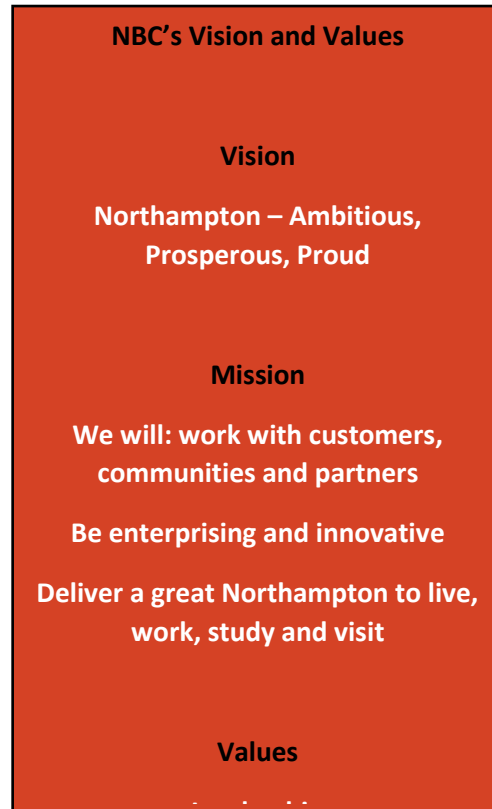 NBC's Vision and Values
Vision
Northampton – Ambitious,
Prosperous, Proud
Mission
We will: work with customers,
communities and partners
Be enterprising and innovative
Deliver a great Northampton to live,
work, study and visit
Values